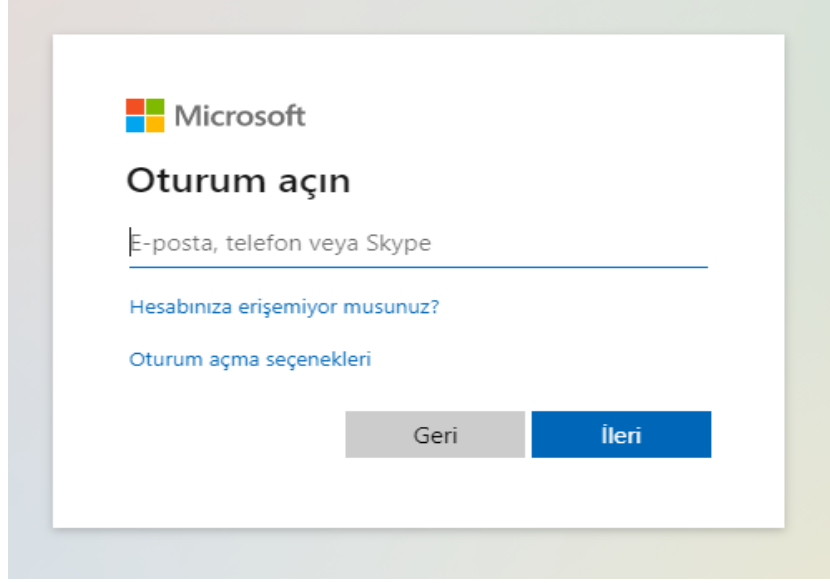 Microsoft
Oturum açın
E-posta, telefon veya Skype
Hesabınıza erişemiyor musunuz?
Oturum açma seçenekleri
Geri İleri